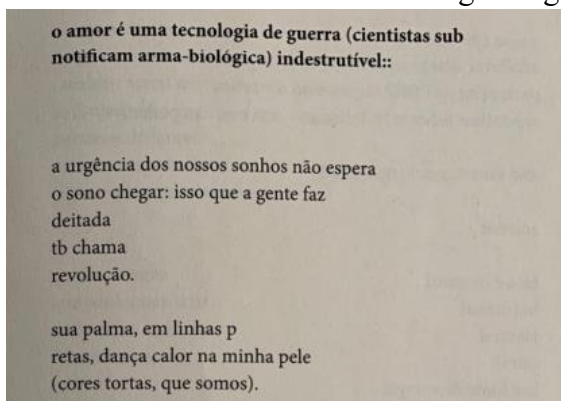 o amor é uma tecnologia de guerra (cientistas sub
notificam arma-biológica) indestrutível::
a urgência dos nossos sonhos não espera
o sono chegar: isso que a gente faz
deitada
tb chama
revolução.
sua palma, em linhas p
retas, dança calor na minha pele
(cores tortas, que somos).